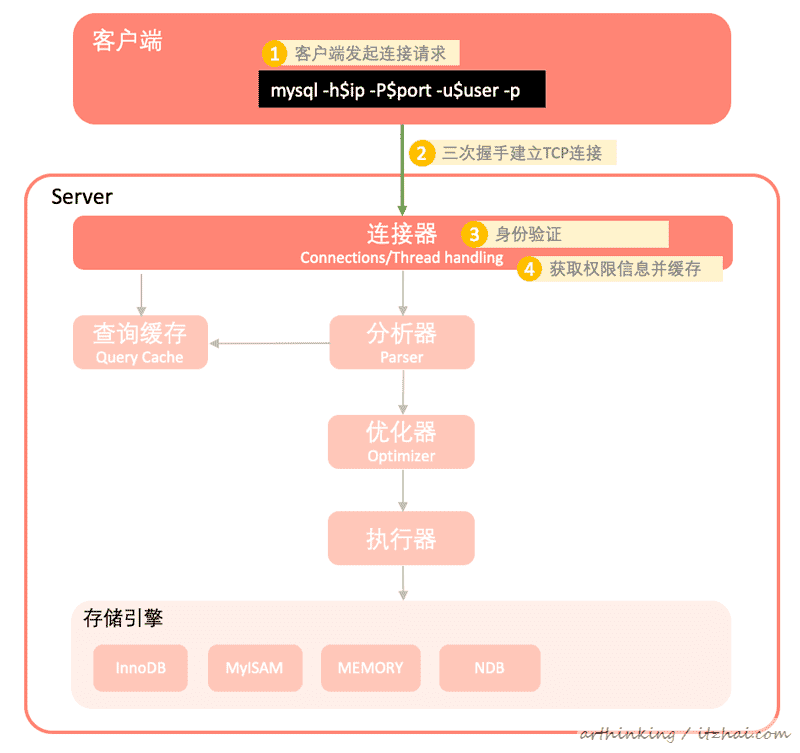 客户端
1 客户端发起连接请求
mysql -h$ip -P$port -u$user -p
2 三次握手建立TCP连接
Server
连接器
3 身份验证
Connections/Thread handling
4 获取权限信息并缓存
查询缓存
Query Cache
分析器
Parser
优化器
Optimizer
执行器
存储引擎
InnoDB
MyISAM
MEMORY
NDB
arthinking / itzhai.com